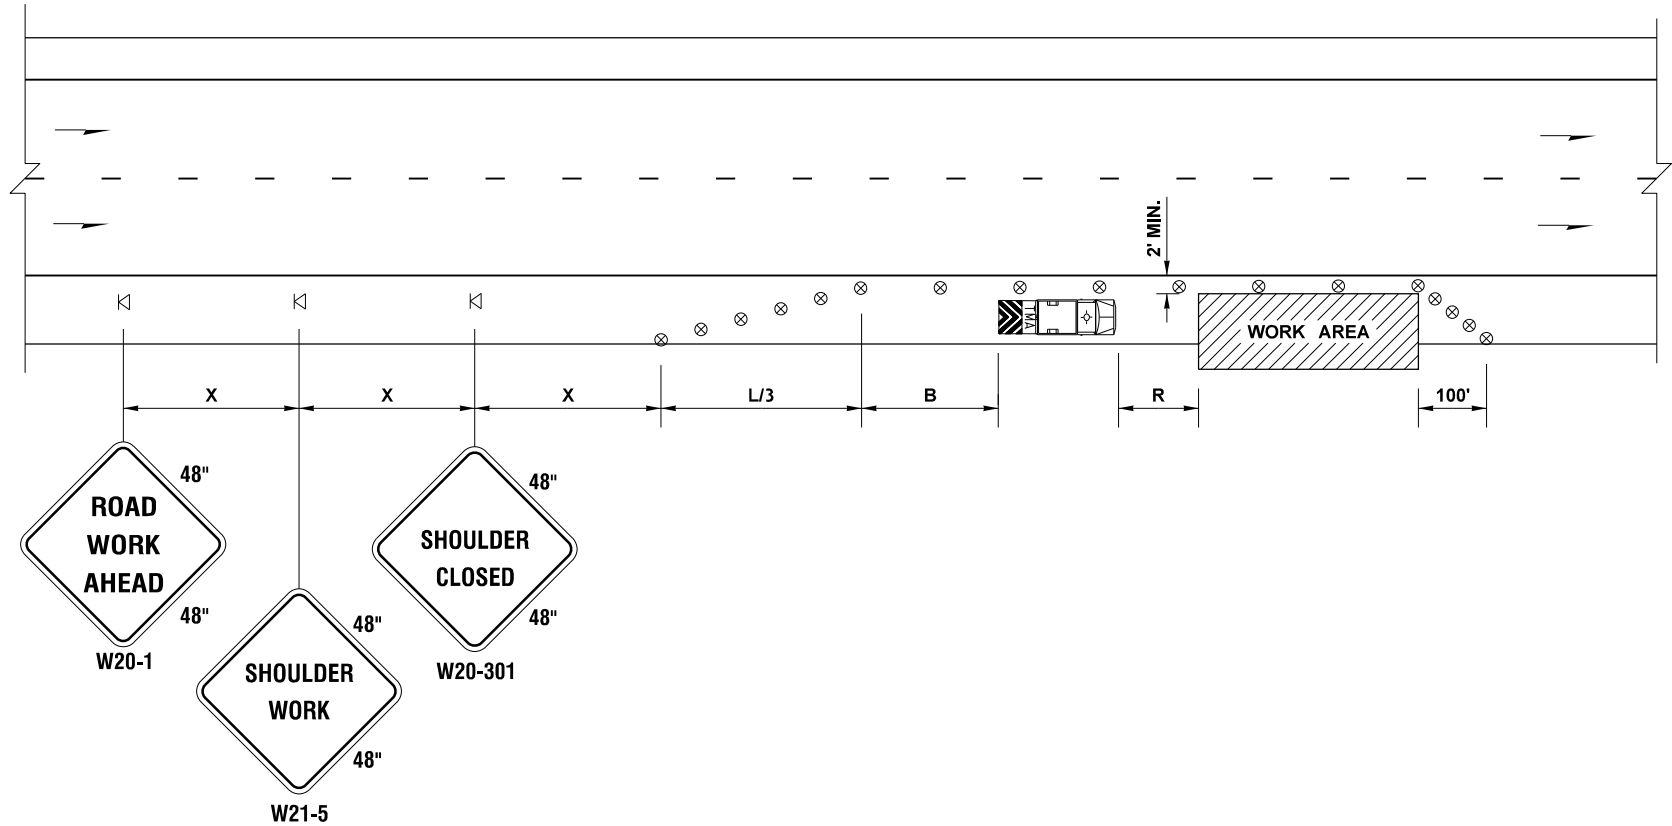 2' MIN.
TMA
WORK AREA
X
X
X
L/3
B
R
100'
ROAD
WORK
AHEAD
48"
48"
W20-1
SHOULDER
WORK
48"
48"
W21-5
SHOULDER
CLOSED
48"
48"
W20-301